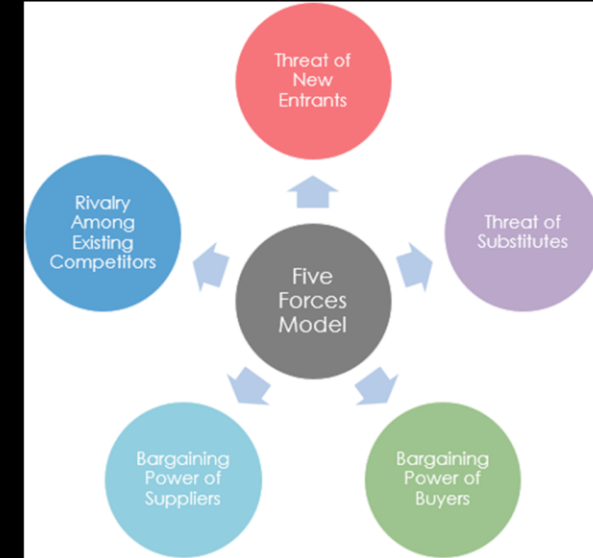 Threat of
New
Entrants
Rivalry
Among
Existing
Competitors
Threat of
Substitutes
Five
Forces
Model
Bargaining
Power of
Suppliers
Bargaining
Power of
Buyers